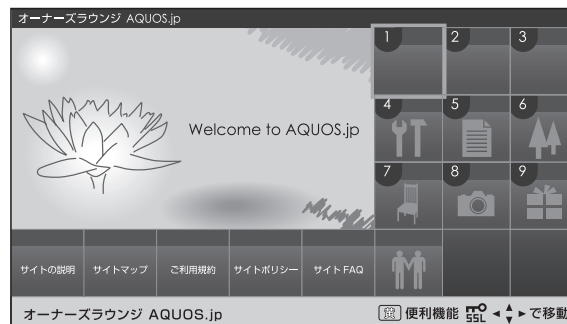 オーナーズラウンジ AQUOS.jp
1 2 3
Welcome to AQUOS.jp
4 5 6
7 8 9
サイトの説明 サイトマップ ご利用規約 サイトポリシー サイト FAQ
オーナーズラウンジ AQUOS.jp 便利機能 SSL で移動